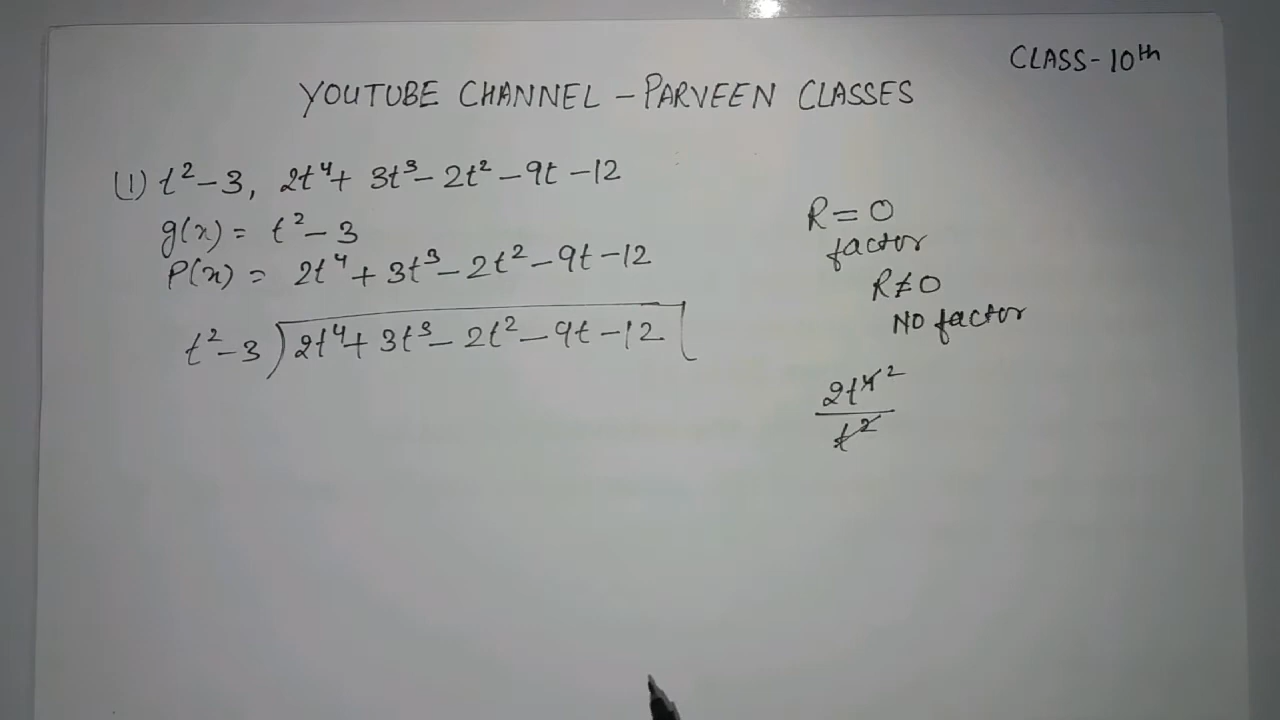 CLASS-10th
YOUTUBE CHANNEL - PARVEEN CLASSES
(1) t² - 3, 2t⁴ + 3t³ - 2t² - 9t - 12
g(x) = t² - 3
P(x) = 2t⁴ + 3t³ - 2t² - 9t - 12
t² - 3 ) 2t⁴ + 3t³ - 2t² - 9t - 12 (
R = 0
factor
R ≠ 0
NO factor
2t⁴ ²
t²